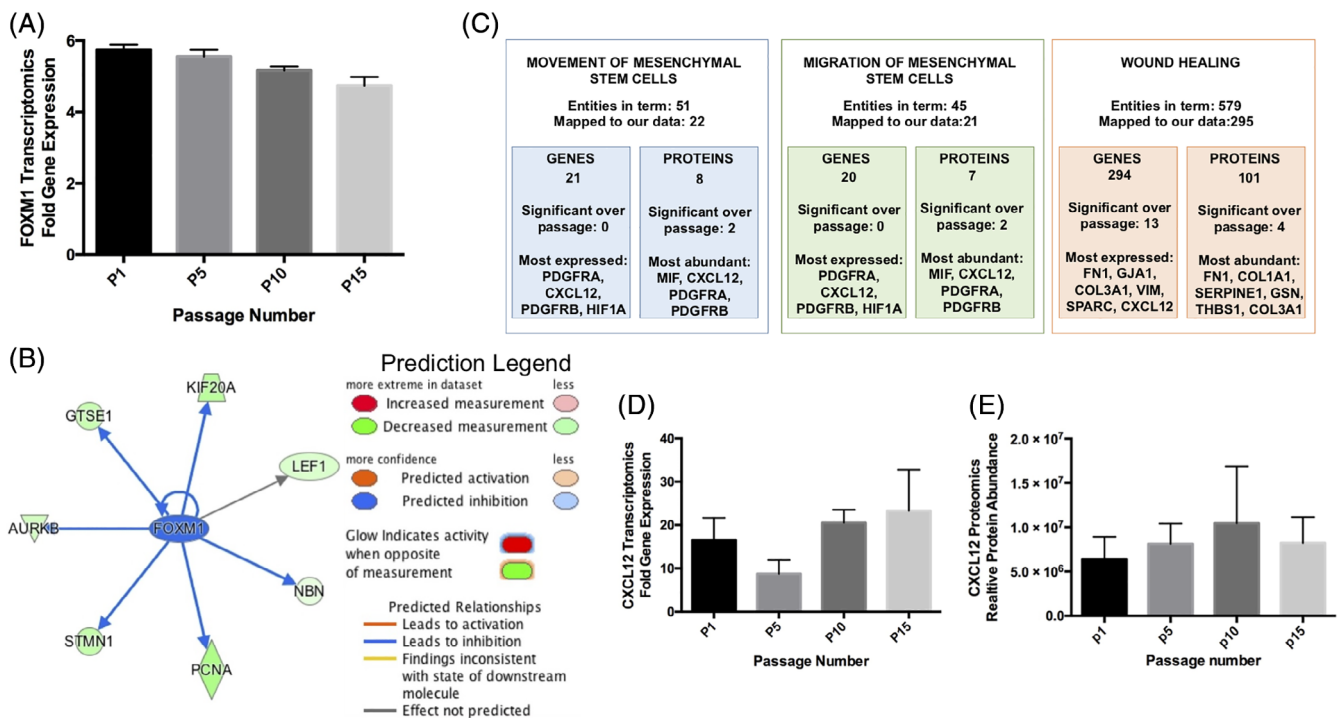 (A)
FOXM1 Transcriptomics
Fold Gene Expression
6
4
2
0
P1
P5
P10
P15
Passage Number
(B)
KIF20A
GTSE1
LEF1
AURKB
FOXM1
NBN
STMN1
PCNA
Prediction Legend
more extreme in dataset
less
Increased measurement
Decreased measurement
more confidence
less
Predicted activation
Predicted inhibition
Glow Indicates activity
when opposite
of measurement
Predicted Relationships
Leads to activation
Leads to inhibition
Findings inconsistent
with state of downstream
molecule
Effect not predicted
(C)
MOVEMENT OF MESENCHYMAL
STEM CELLS
Entities in term: 51
Mapped to our data: 22
GENES
21
Significant over
passage: 0
Most expressed:
PDGFRA,
CXCL12,
PDGFRB, HIF1A
PROTEINS
8
Significant over
passage: 2
Most abundant:
MIF, CXCL12,
PDGFRA,
PDGFRB
MIGRATION OF MESENCHYMAL
STEM CELLS
Entities in term: 45
Mapped to our data:21
GENES
20
Significant over
passage: 0
Most expressed:
PDGFRA,
CXCL12,
PDGFRB, HIF1A
PROTEINS
7
Significant over
passage: 2
Most abundant:
MIF, CXCL12,
PDGFRA,
PDGFRB
WOUND HEALING
Entities in term: 579
Mapped to our data:295
GENES
294
Significant over
passage: 13
Most expressed:
FN1, GJA1,
COL3A1, VIM,
SPARC, CXCL12
PROTEINS
101
Significant over
passage: 4
Most abundant:
FN1, COL1A1,
SERPINE1, GSN,
THBS1, COL3A1
(D)
CXCL12 Transcriptomics
Fold Gene Expression
40
30
20
10
0
P1
P5
P10
P15
Passage Number
(E)
CXCL12 Proteomics
Realtive Protein Abundance
2.0 × 10⁷
1.5 × 10⁷
1.0 × 10⁷
5.0 × 10⁶
0.0
p1
p5
p10
p15
Passage number